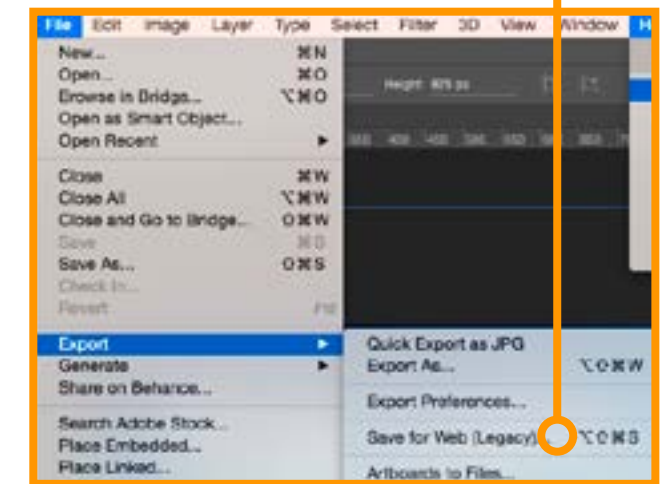 File Edit Image Layer Type Select Filter 3D View Window H
New... ⌘N
Open... ⌘O
Browse in Bridge... ⌥⌘O
Open as Smart Object...
Open Recent ▶
Close ⌘W
Close All ⌥⌘W
Close and Go to Bridge... ⇧⌘W
Save ⌘S
Save As... ⇧⌘S
Check In...
Revert F12
Export ▶
Generate ▶
Share on Behance...
Search Adobe Stock...
Place Embedded...
Place Linked...
Height:
Quick Export as JPG
Export As... ⌥⇧⌘W
Export Preferences...
Save for Web (Legacy)... ⌥⇧⌘S
Artboards to Files...